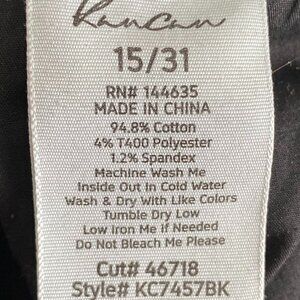 KanCan
15/31
RN# 144635
MADE IN CHINA
94.8% Cotton
4% T400 Polyester
1.2% Spandex
Machine Wash Me
Inside Out In Cold Water
Wash & Dry With Like Colors
Tumble Dry Low
Low Iron Me if Needed
Do Not Bleach Me Please
Cut# 46718
Style# KC7457BK